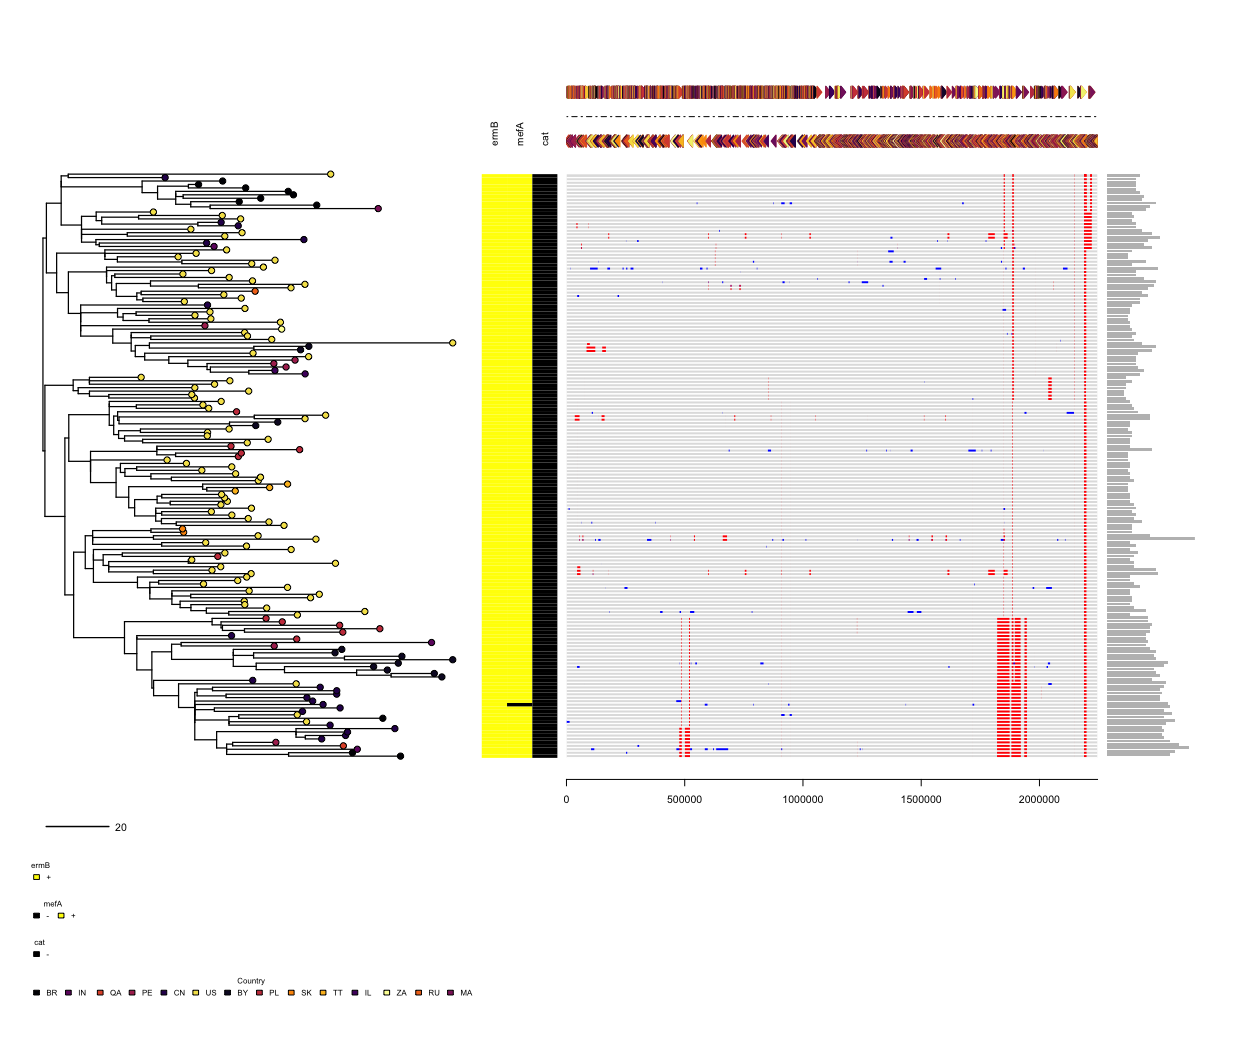 ermB mefA cat
0 500000 1000000 1500000 2000000
20
ermB
+
mefA
- +
cat
-
Country
BR IN QA PE CN US BY PL SK TT IL ZA RU MA